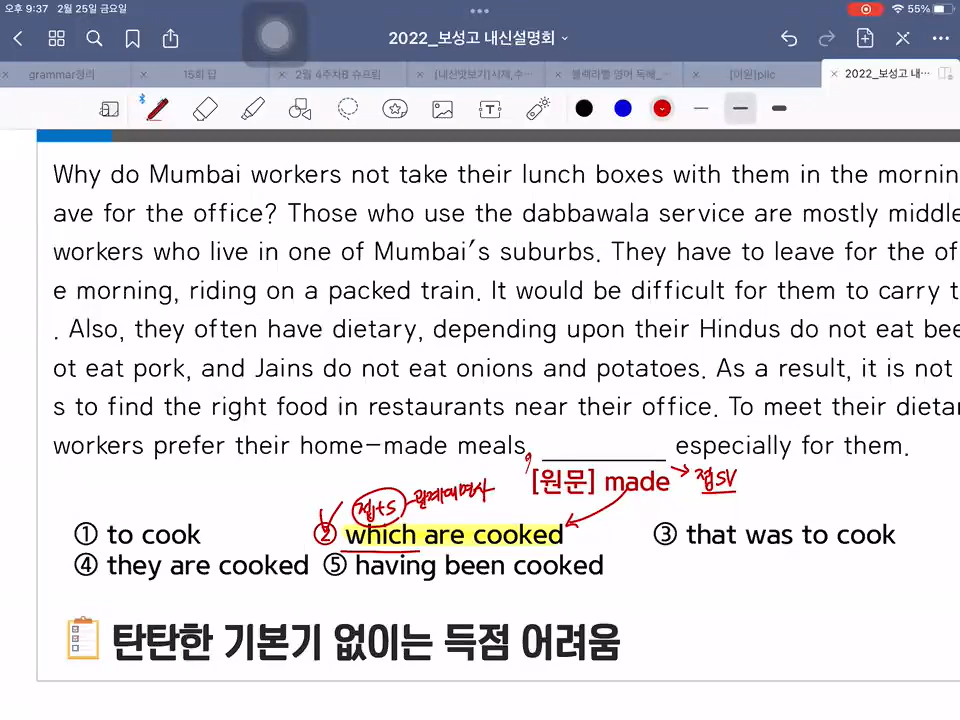 오후 9:37 2월 25일 금요일
55%
2022_보성고 내신설명회
grammar정리
15회 답
2월 4주차B 슈프림
[내신맛보기]시제,수…
블랙라벨 영어 독해_…
2022_보성고 내…
Why do Mumbai workers not take their lunch boxes with them in the mornin
ave for the office? Those who use the dabbawala service are mostly middle
workers who live in one of Mumbai's suburbs. They have to leave for the of
e morning, riding on a packed train. It would be difficult for them to carry t
. Also, they often have dietary, depending upon their Hindus do not eat bee
ot eat pork, and Jains do not eat onions and potatoes. As a result, it is not
s to find the right food in restaurants near their office. To meet their dietar
workers prefer their home-made meals, __________ especially for them.
[원문] made → 접SV
접+S 관계대명사
① to cook ② which are cooked ③ that was to cook
④ they are cooked ⑤ having been cooked
탄탄한 기본기 없이는 득점 어려움